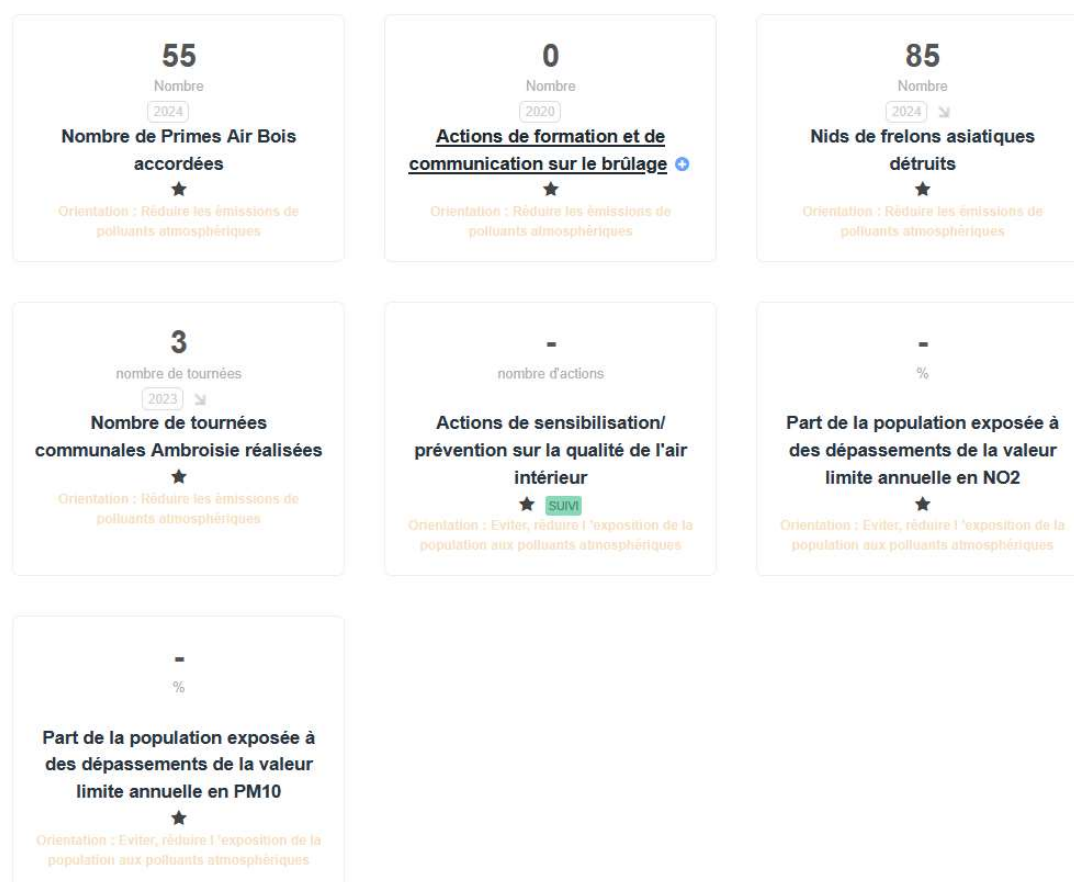 55
Nombre
2024
Nombre de Primes Air Bois
accordées
Orientation : Réduire les émissions de
polluants atmosphériques
0
Nombre
2020
Actions de formation et de
communication sur le brûlage
Orientation : Réduire les émissions de
polluants atmosphériques
85
Nombre
2024
Nids de frelons asiatiques
détruits
Orientation : Réduire les émissions de
polluants atmosphériques
3
nombre de tournées
2023
Nombre de tournées
communales Ambroisie réalisées
Orientation : Réduire les émissions de
polluants atmosphériques
-
nombre d'actions
Actions de sensibilisation/
prévention sur la qualité de l'air
intérieur
SUIVI
Orientation : Eviter, réduire l 'exposition de la
population aux polluants atmosphériques
-
%
Part de la population exposée à
des dépassements de la valeur
limite annuelle en NO2
Orientation : Eviter, réduire l 'exposition de la
population aux polluants atmosphériques
-
%
Part de la population exposée à
des dépassements de la valeur
limite annuelle en PM10
Orientation : Eviter, réduire l 'exposition de la
population aux polluants atmosphériques